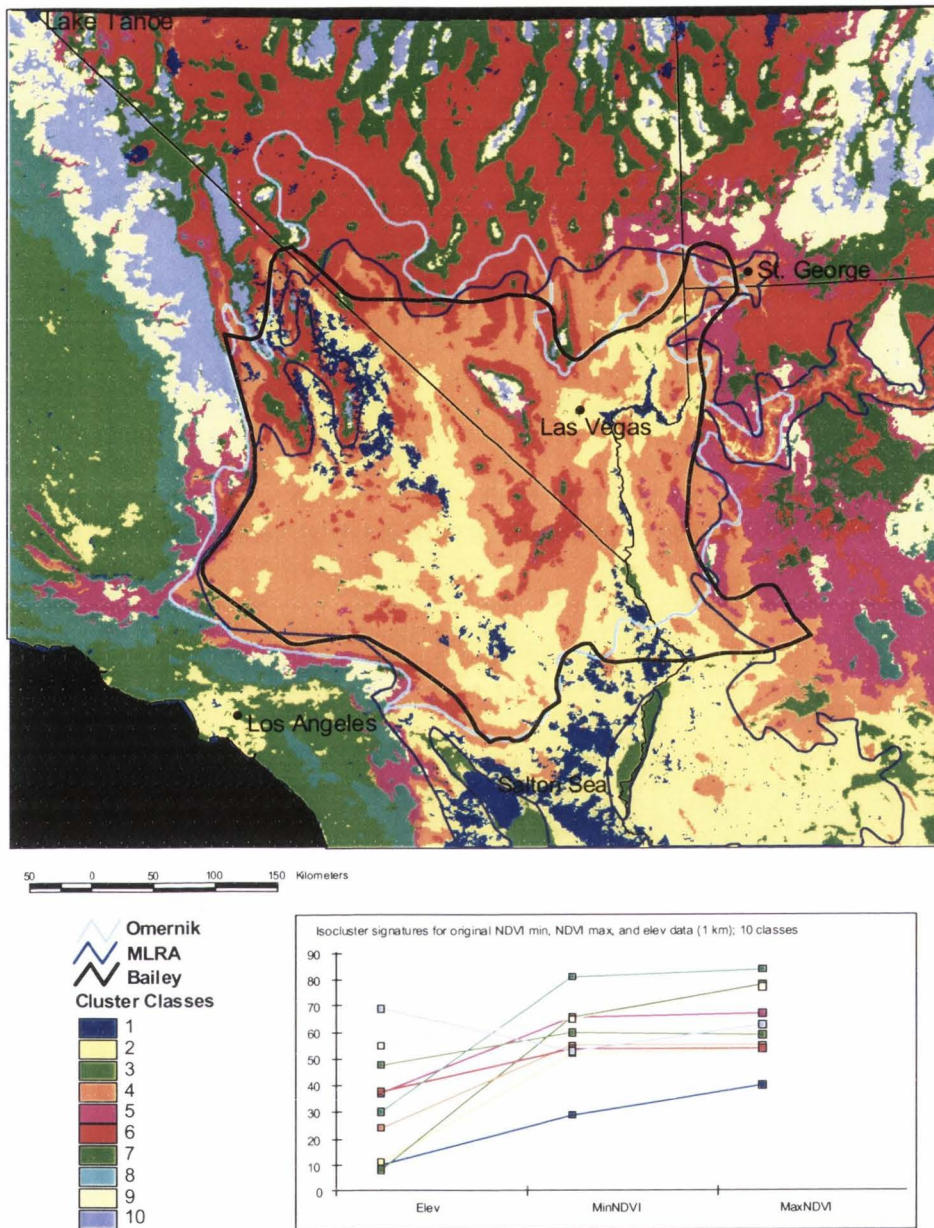 Lake Tahoe
St. George
Las Vegas
Los Angeles
Salton Sea
50 0 50 100 150 Kilometers
Omernik
MLRA
Bailey
Cluster Classes
1
2
3
4
5
6
7
8
9
10
Isocluster signatures for original NDVI min, NDVI max, and elev data (1 km); 10 classes
90
80
70
60
50
40
30
20
10
0
Elev MinNDVI MaxNDVI